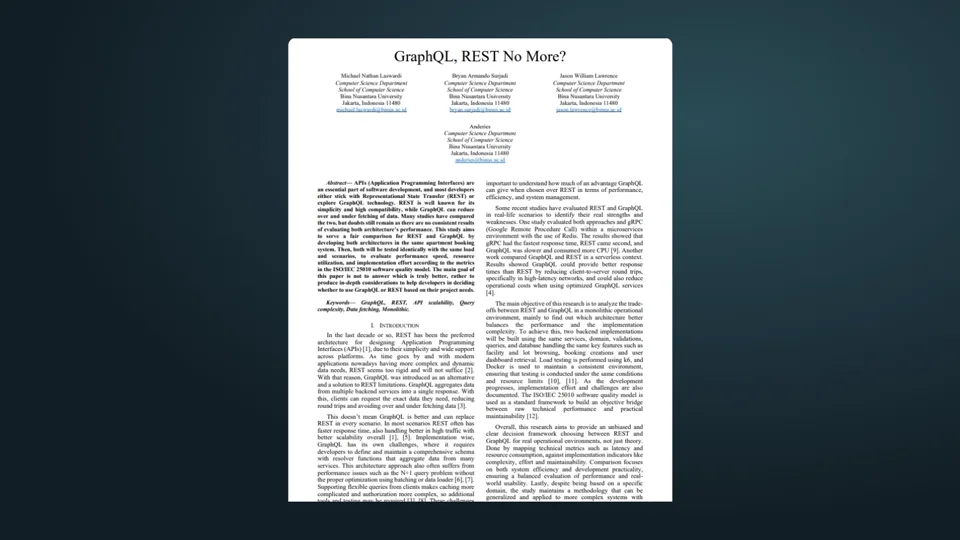 GraphQL, REST No More?
Michael Nathan Laswardi
Computer Science Department
School of Computer Science
Bina Nusantara University
Jakarta, Indonesia 11480
michael.laswardi@binus.ac.id
Bryan Armando Surjadi
Computer Science Department
School of Computer Science
Bina Nusantara University
Jakarta, Indonesia 11480
bryan.surjadi@binus.ac.id
Jason William Lawrence
Computer Science Department
School of Computer Science
Bina Nusantara University
Jakarta, Indonesia 11480
jason.lawrence@binus.ac.id
Anderies
Computer Science Department
School of Computer Science
Bina Nusantara University
Jakarta, Indonesia 11480
anderies@binus.ac.id
Abstract— APIs (Application Programming Interfaces) are
an essential part of software development, and most developers
either stick with Representational State Transfer (REST) or
explore GraphQL technology. REST is well known for its
simplicity and high compatibility, while GraphQL can reduce
over and under fetching of data. Many studies have compared
the two, but doubts still remain as there are no consistent results
of evaluating both architecture's performance. This study aims
to serve a fair comparison for REST and GraphQL by
developing both architectures in the same apartment booking
system. Then, both will be tested identically with the same load
and scenarios, to evaluate performance speed, resource
utilization, and implementation effort according to the metrics
in the ISO/IEC 25010 software quality model. The main goal of
this paper is not to answer which is truly better, rather to
produce in-depth considerations to help developers in deciding
whether to use GraphQL or REST based on their project needs.
Keywords— GraphQL, REST, API scalability, Query
complexity, Data fetching, Monolithic.
I. INTRODUCTION
In the last decade or so, REST has been the preferred
architecture for designing Application Programming
Interfaces (APIs) [1], due to their simplicity and wide support
across platforms. As time goes by and with modern
applications nowadays having more complex and dynamic
data needs, REST seems too rigid and will not suffice [2].
With that reason, GraphQL was introduced as an alternative
and a solution to REST limitations. GraphQL aggregates data
from multiple backend services into a single response. With
this, clients can request the exact data they need, reducing
round trips and avoiding over and under fetching data [3].
This doesn't mean GraphQL is better and can replace
REST in every scenario. In most scenarios REST often has
faster response time, also handling better in high traffic with
better scalability overall [1], [5]. Implementation wise,
GraphQL has its own challenges, where it requires
developers to define and maintain a comprehensive schema
with resolver functions that aggregate data from many
services. This architecture approach also often suffers from
performance issues such as the N+1 query problem without
the proper optimization using batching or data loader [6], [7].
Supporting flexible queries from clients makes caching more
complicated and authorization more complex, so additional
important to understand how much of an advantage GraphQL
can give when chosen over REST in terms of performance,
efficiency, and system management.
Some recent studies have evaluated REST and GraphQL
in real-life scenarios to identify their real strengths and
weaknesses. One study evaluated both approaches and gRPC
(Google Remote Procedure Call) within a microservices
environment with the use of Redis. The results showed that
gRPC had the fastest response time, REST came second, and
GraphQL was slower and consumed more CPU [9]. Another
work compared GraphQL and REST in a serverless context.
Results showed GraphQL could provide better response
times than REST by reducing client-to-server round trips,
specifically in high-latency networks, and could also reduce
operational costs when using optimized GraphQL services
[4].
The main objective of this research is to analyze the trade-
offs between REST and GraphQL in a monolithic operational
environment, mainly to find out which architecture better
balances the performance and the implementation
complexity. To achieve this, two backend implementations
will be built using the same services, domain, validations,
queries, and database handling the same key features such as
facility and lot browsing, booking creations and user
dashboard retrieval. Load testing is performed using k6, and
Docker is used to maintain a consistent environment,
ensuring that testing is conducted under the same conditions
and resource limits [10], [11]. As the development
progresses, implementation effort and challenges are also
documented. The ISO/IEC 25010 software quality model is
used as a standard framework to build an objective bridge
between raw technical performance and practical
maintainability [12].
Overall, this research aims to provide an unbiased and
clear decision framework choosing between REST and
GraphQL for real operational environments, not just theory.
Done by mapping technical metrics such as latency and
resource consumption, against implementation indicators like
complexity, effort and maintainability. Comparison focuses
on both system efficiency and development practicality,
ensuring a balanced evaluation of performance and real-
world usability. Lastly, despite being based on a specific
domain, the study maintains a methodology that can be
generalized and applied to more complex systems with